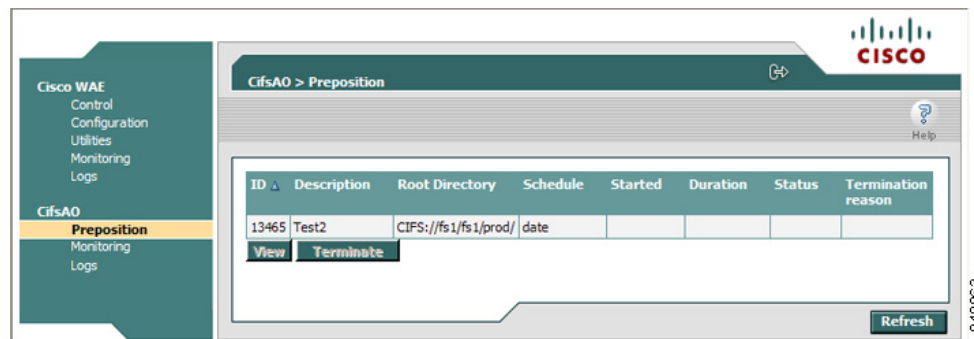 CISCO
CifsAO > Preposition
Help
Cisco WAE
Control
Configuration
Utilities
Monitoring
Logs
CifsAO
Preposition
Monitoring
Logs
ID Description Root Directory Schedule Started Duration Status Termination reason
13465 Test2 CIFS://fs1/fs1/prod/ date
View Terminate
Refresh